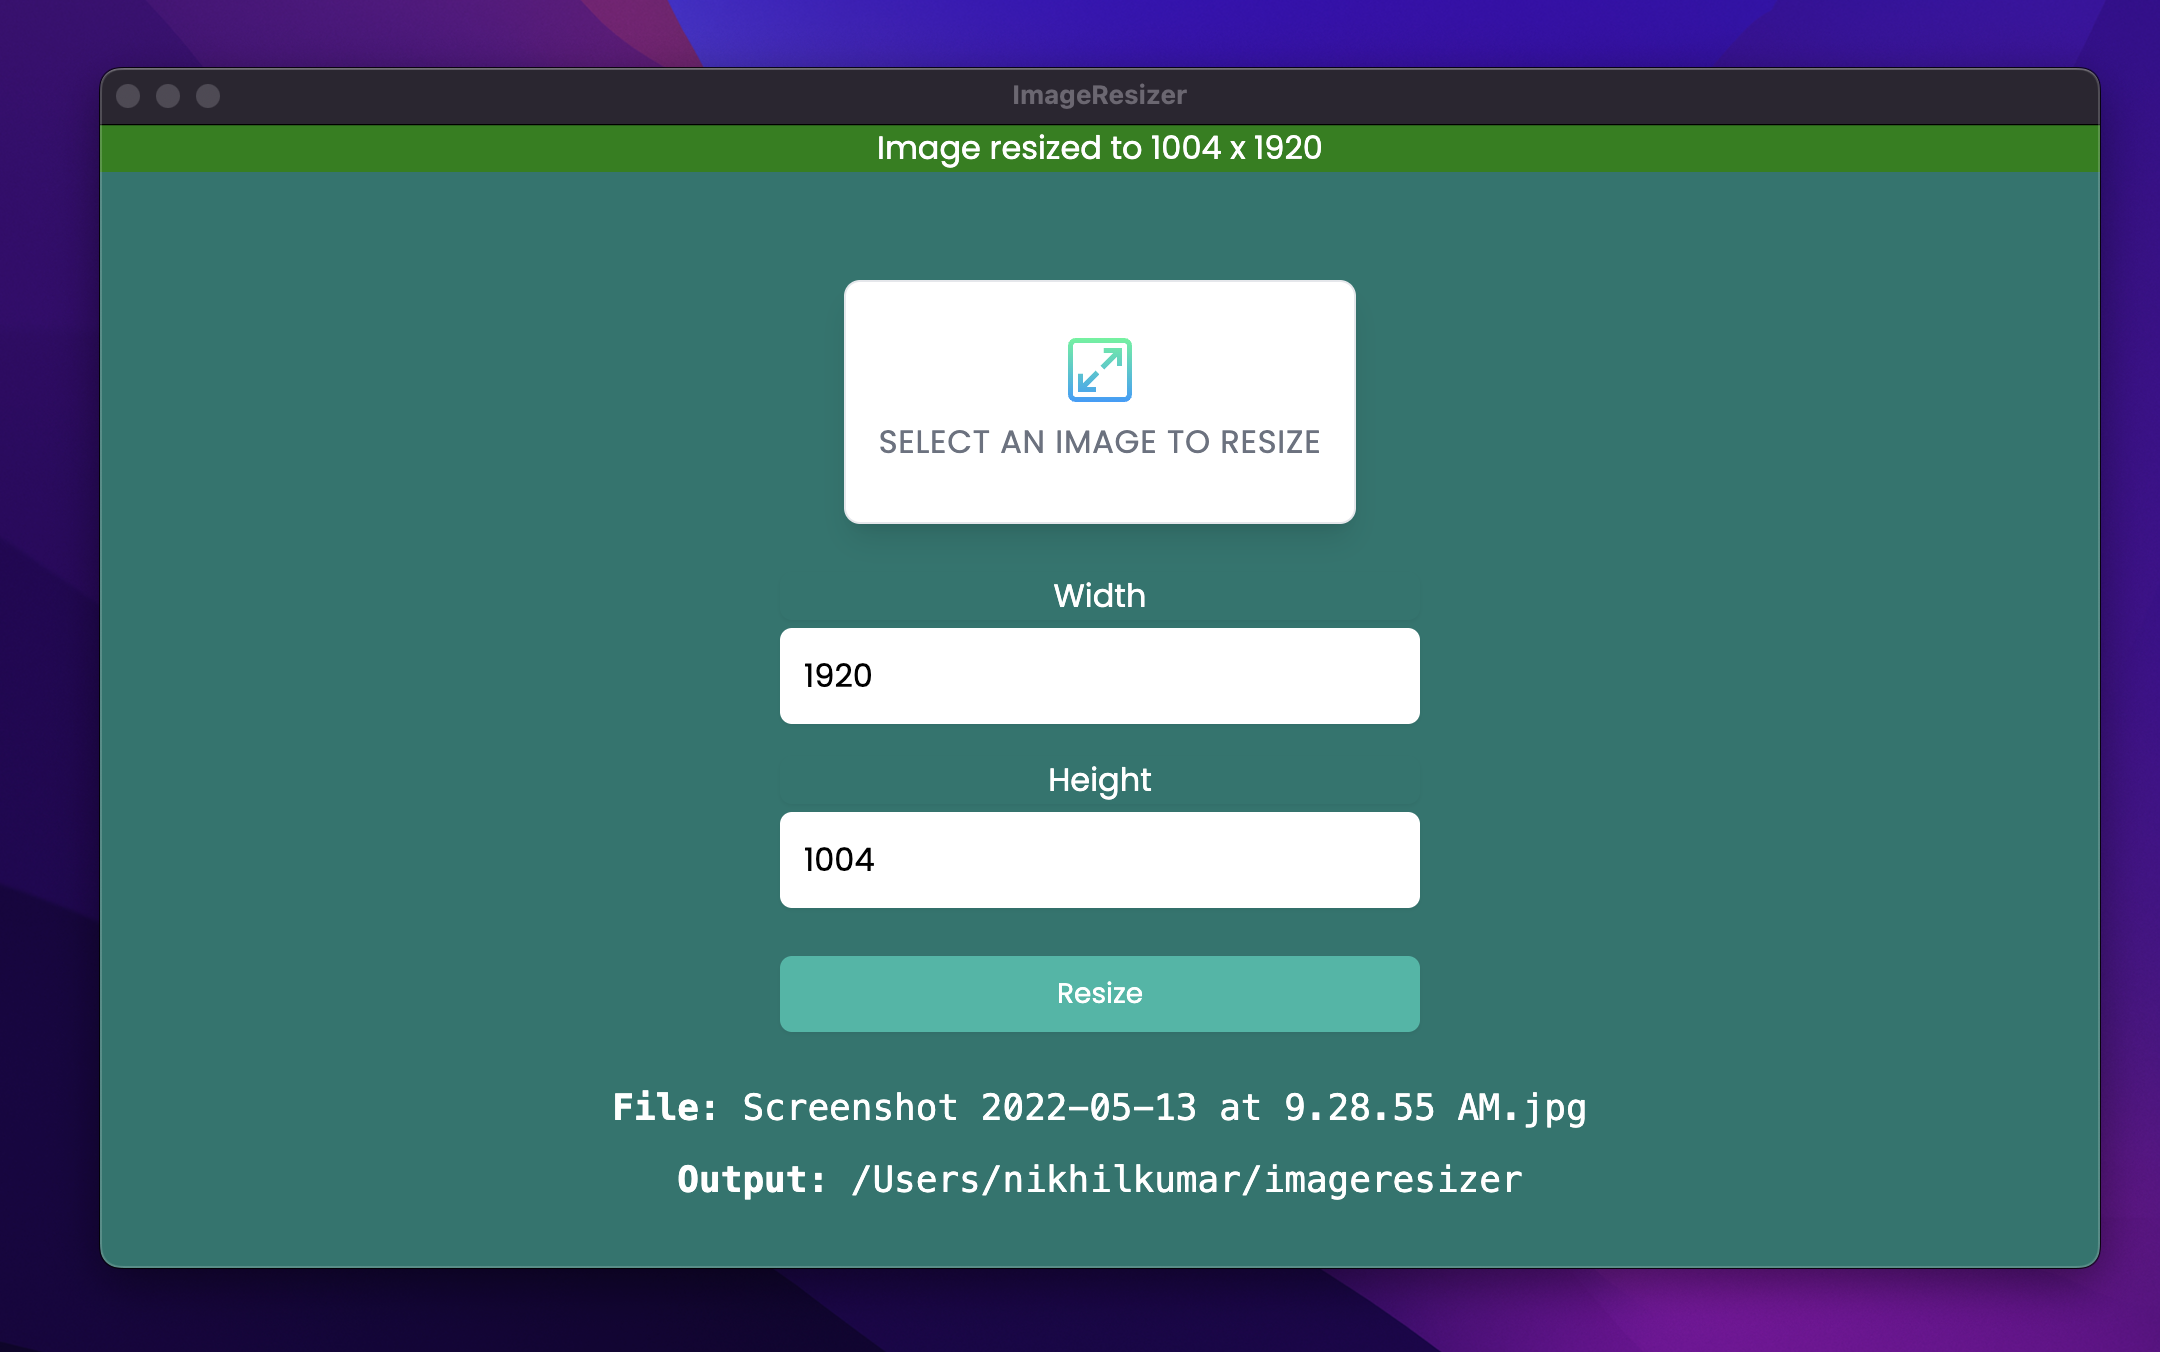 ImageResizer
Image resized to 1004 x 1920
SELECT AN IMAGE TO RESIZE
Width
1920
Height
1004
Resize
File: Screenshot 2022-05-13 at 9.28.55 AM.jpg
Output: /Users/nikhilkumar/imageresizer